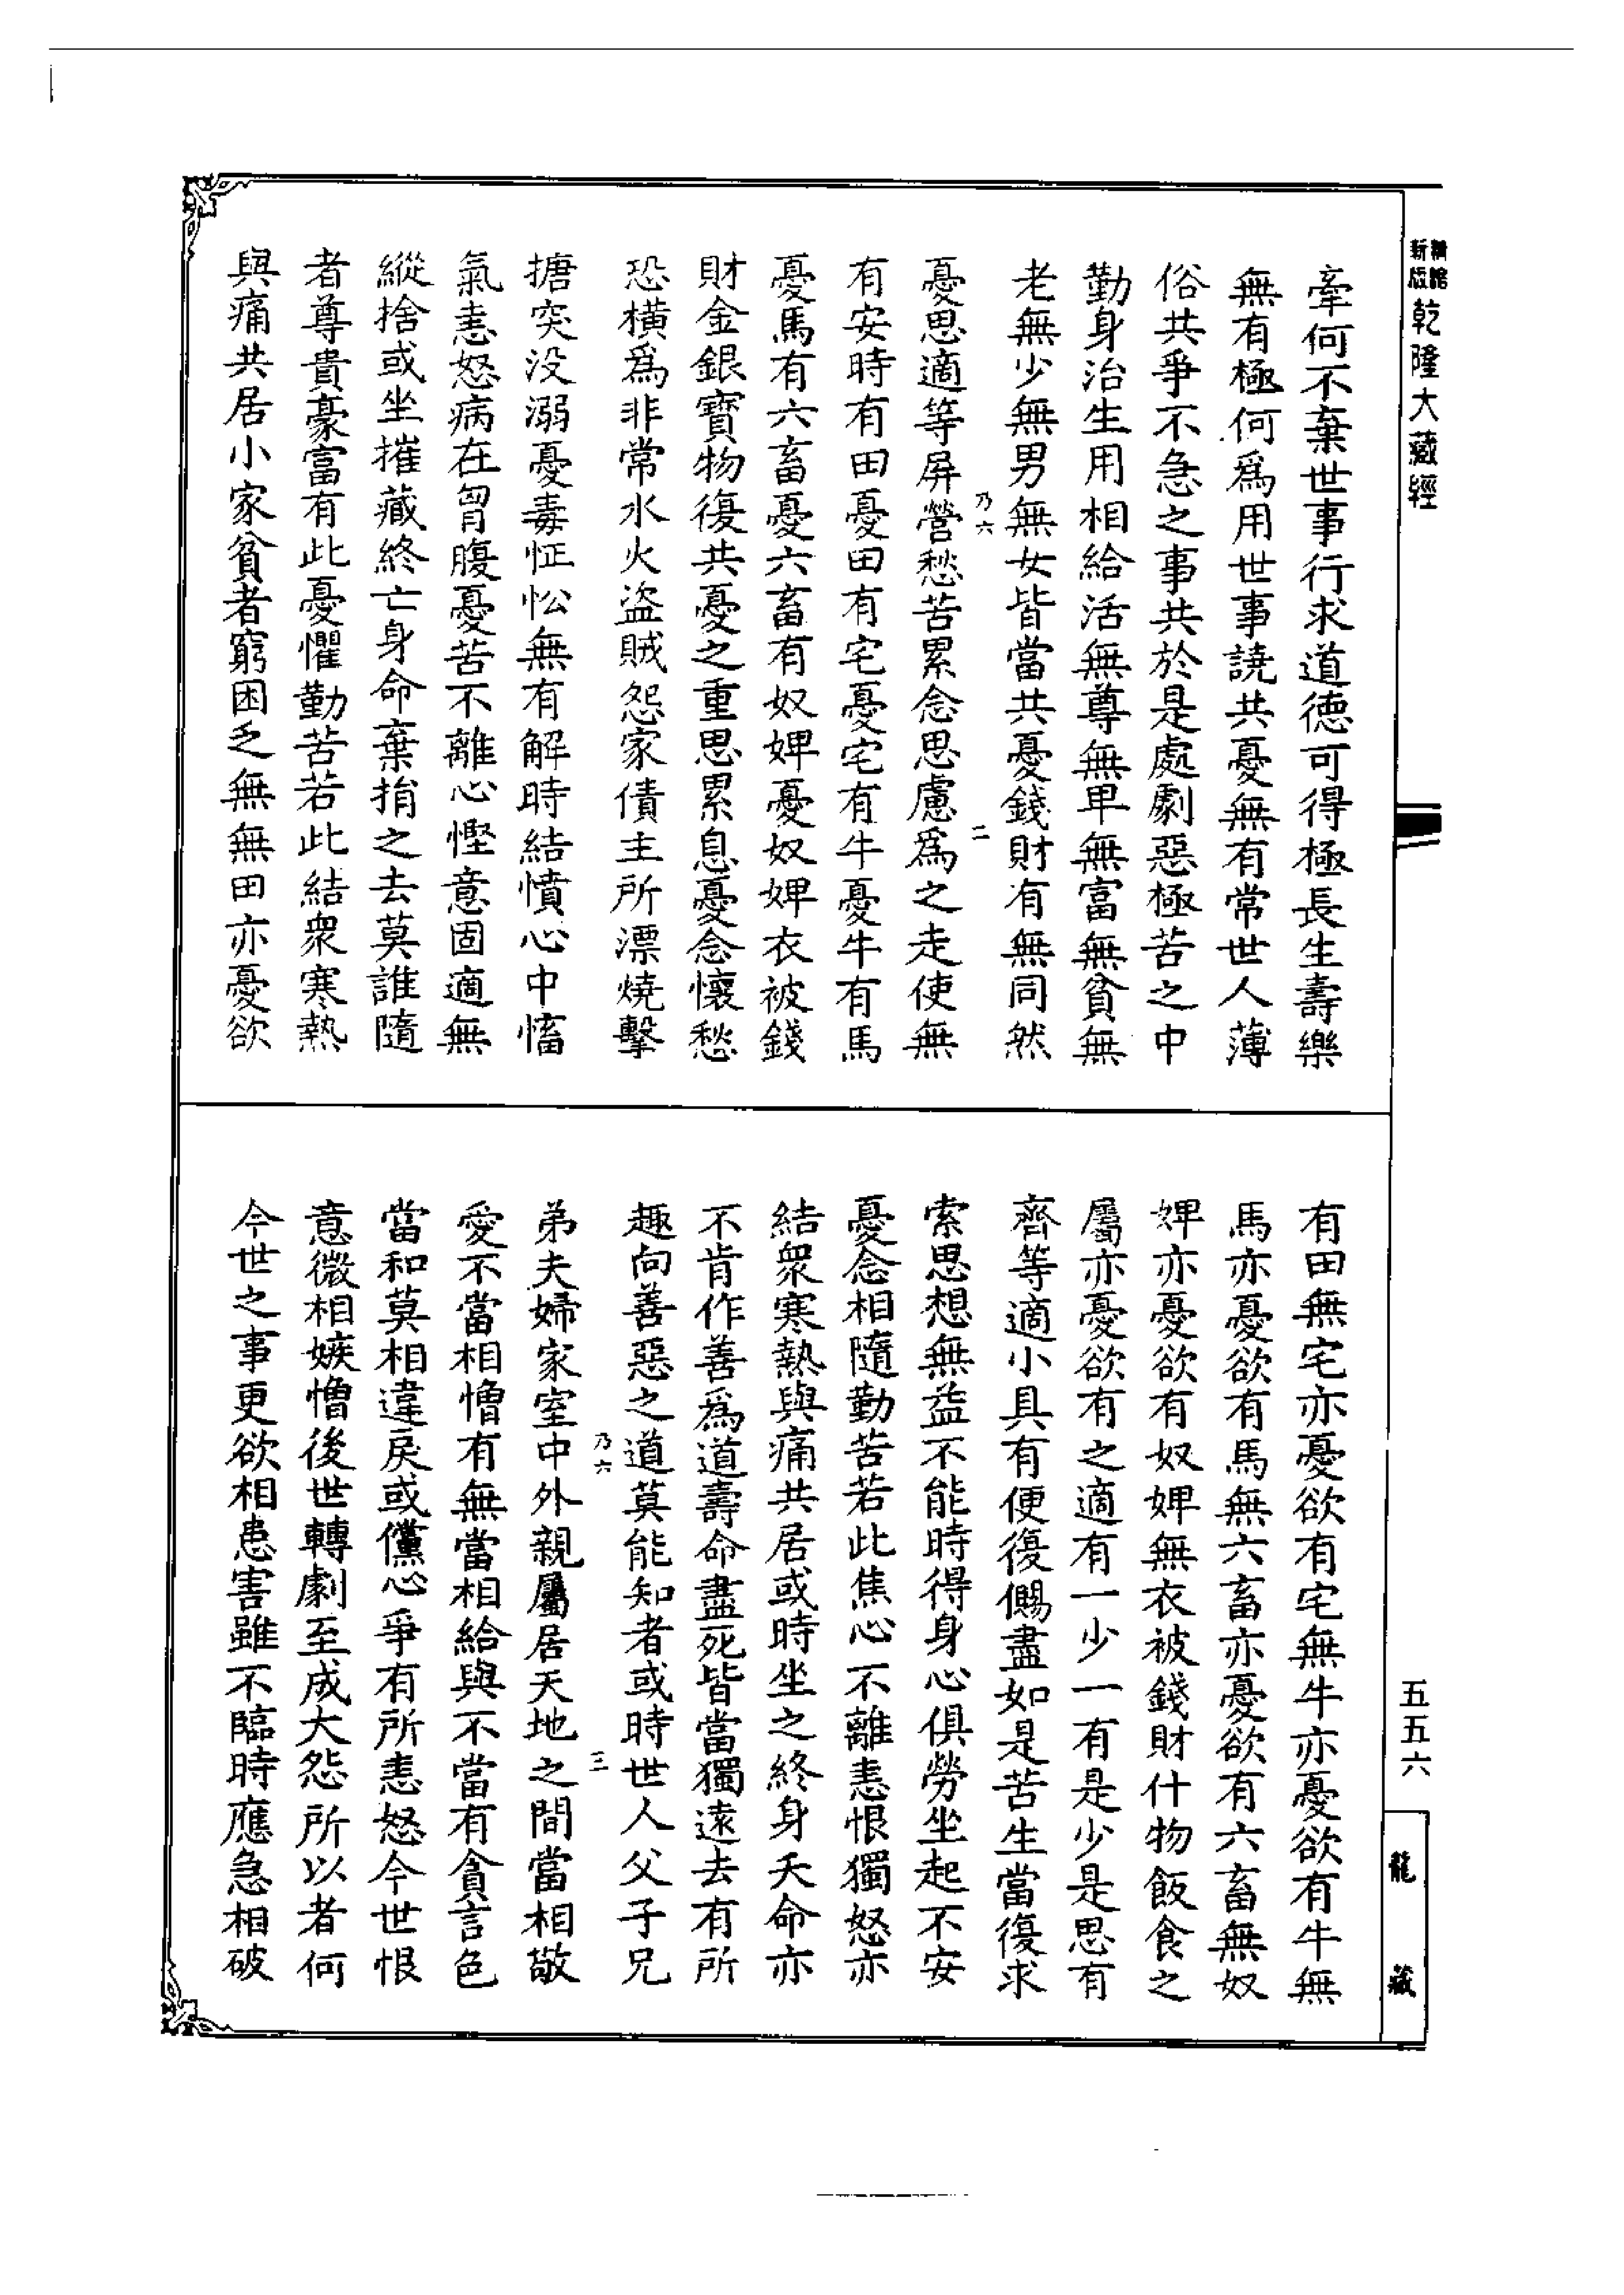 新版
乾隆大藏經
牽何不棄世事行求道德可得極長生壽樂
無有極何爲用世事譊共憂無有常世人薄
俗共爭不急之事共於是處劇惡極苦之中
勤身治生用相給活無尊無卑無富無貧無
老無少無男無女皆當共憂錢財有無同然
乃六 二
憂思適等屏營愁苦累念思慮爲之走使無
有安時有田憂田有宅憂宅有牛憂牛有馬
憂馬有六畜憂六畜有奴婢憂奴婢衣被錢
財金銀寶物復共憂之重思累息憂念懷愁
恐橫爲非常水火盜賊怨家債主所漂燒擊
搪突没溺憂毒怔忪無有解時結憤心中慉
氣恚怒病在胷腹憂苦不離心慳意固適無
縱捨或坐摧藏終亡身命棄捐之去莫誰隨
者尊貴豪富有此憂懼勤苦若此結衆寒熱
與痛共居小家貧者窮困乏無無田亦憂欲
有田無宅亦憂欲有宅無牛亦憂欲有牛無
馬亦憂欲有馬無六畜亦憂欲有六畜無奴
婢亦憂欲有奴婢無衣被錢財什物飯食之
屬亦憂欲有之適有一少一有是少是思有
齊等適小具有便復儩盡如是苦生當復求
索思想無益不能時得身心俱勞坐起不安
憂念相隨勤苦若此焦心不離恚恨獨怒亦
結衆寒熱與痛共居或時坐之終身夭命亦
不肯作善爲道壽命盡死皆當獨遠去有所
趣向善惡之道莫能知者或時世人父子兄
乃六 三
弟夫婦家室中外親屬居天地之間當相敬
愛不當相憎有無當相給與不當有貪言色
當和莫相違戾或儻心爭有所恚怒今世恨
意微相嫉憎後世轉劇至成大怨所以者何
今世之事更欲相患害雖不臨時應急相破
五五六
龍藏